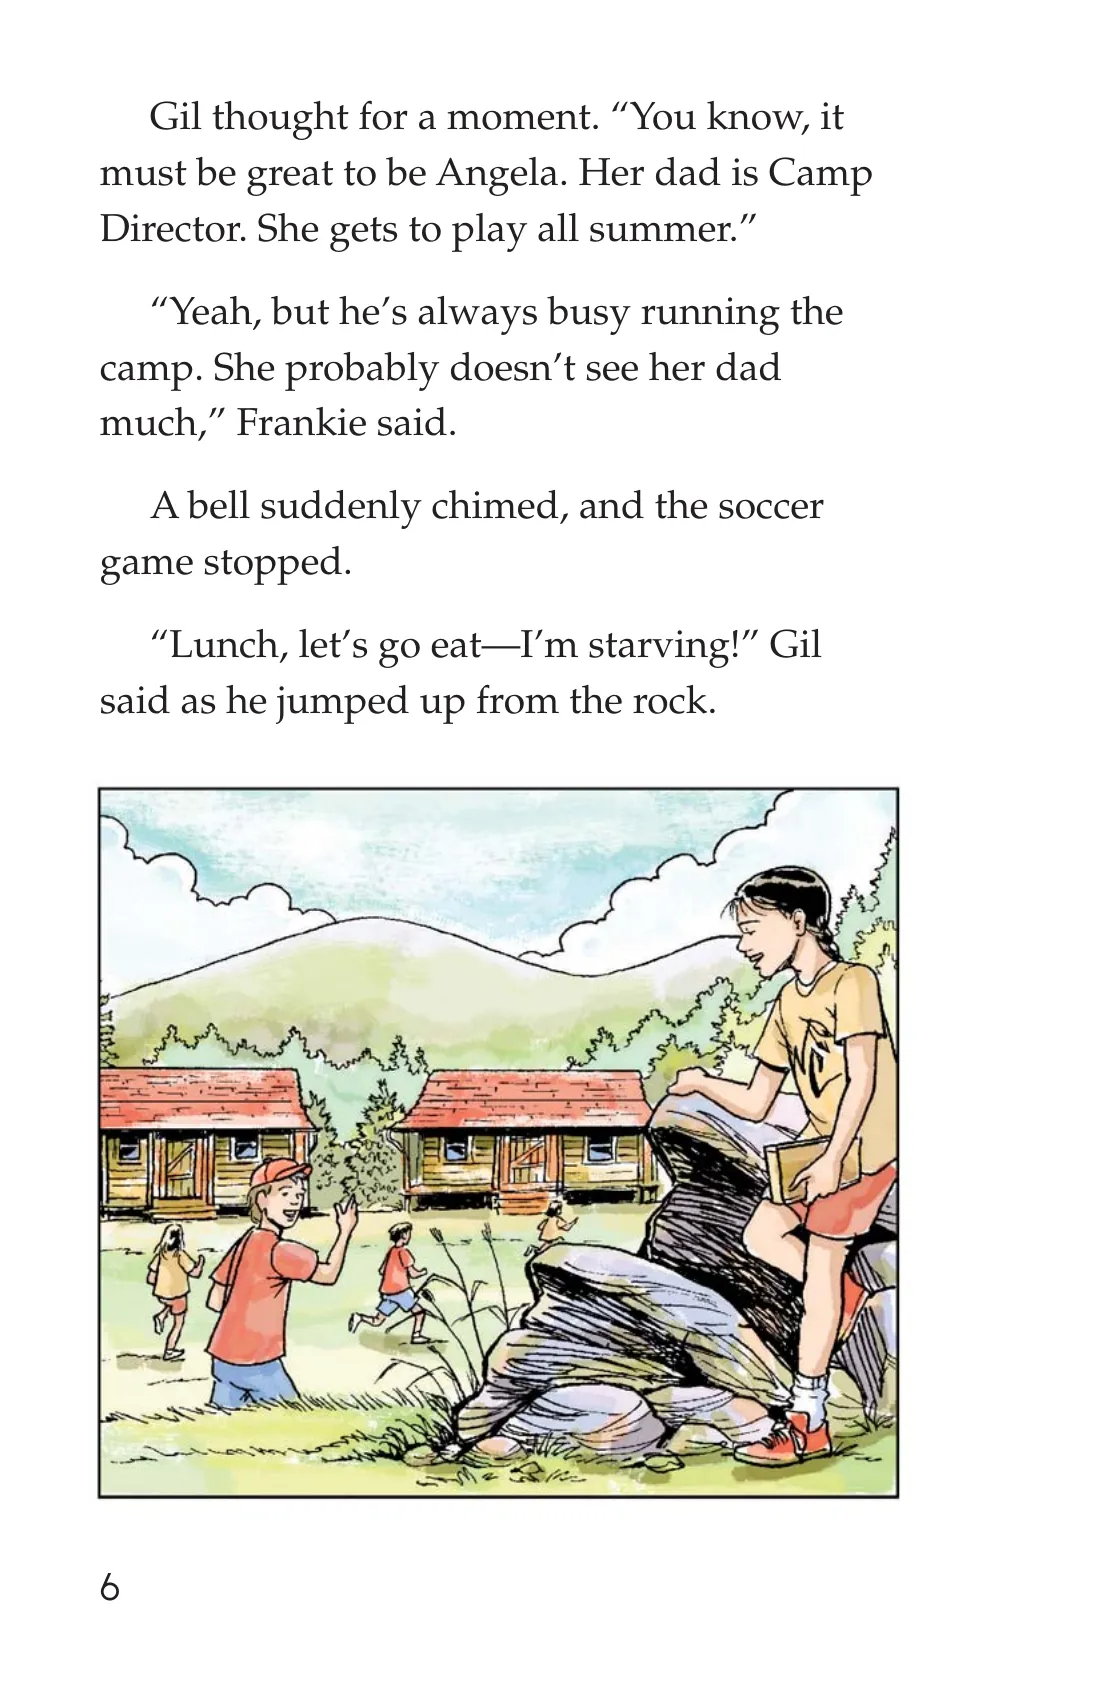 Gil thought for a moment. “You know, it
must be great to be Angela. Her dad is Camp
Director. She gets to play all summer.”
“Yeah, but he’s always busy running the
camp. She probably doesn’t see her dad
much,” Frankie said.
A bell suddenly chimed, and the soccer
game stopped.
“Lunch, let’s go eat—I’m starving!” Gil
said as he jumped up from the rock.
6